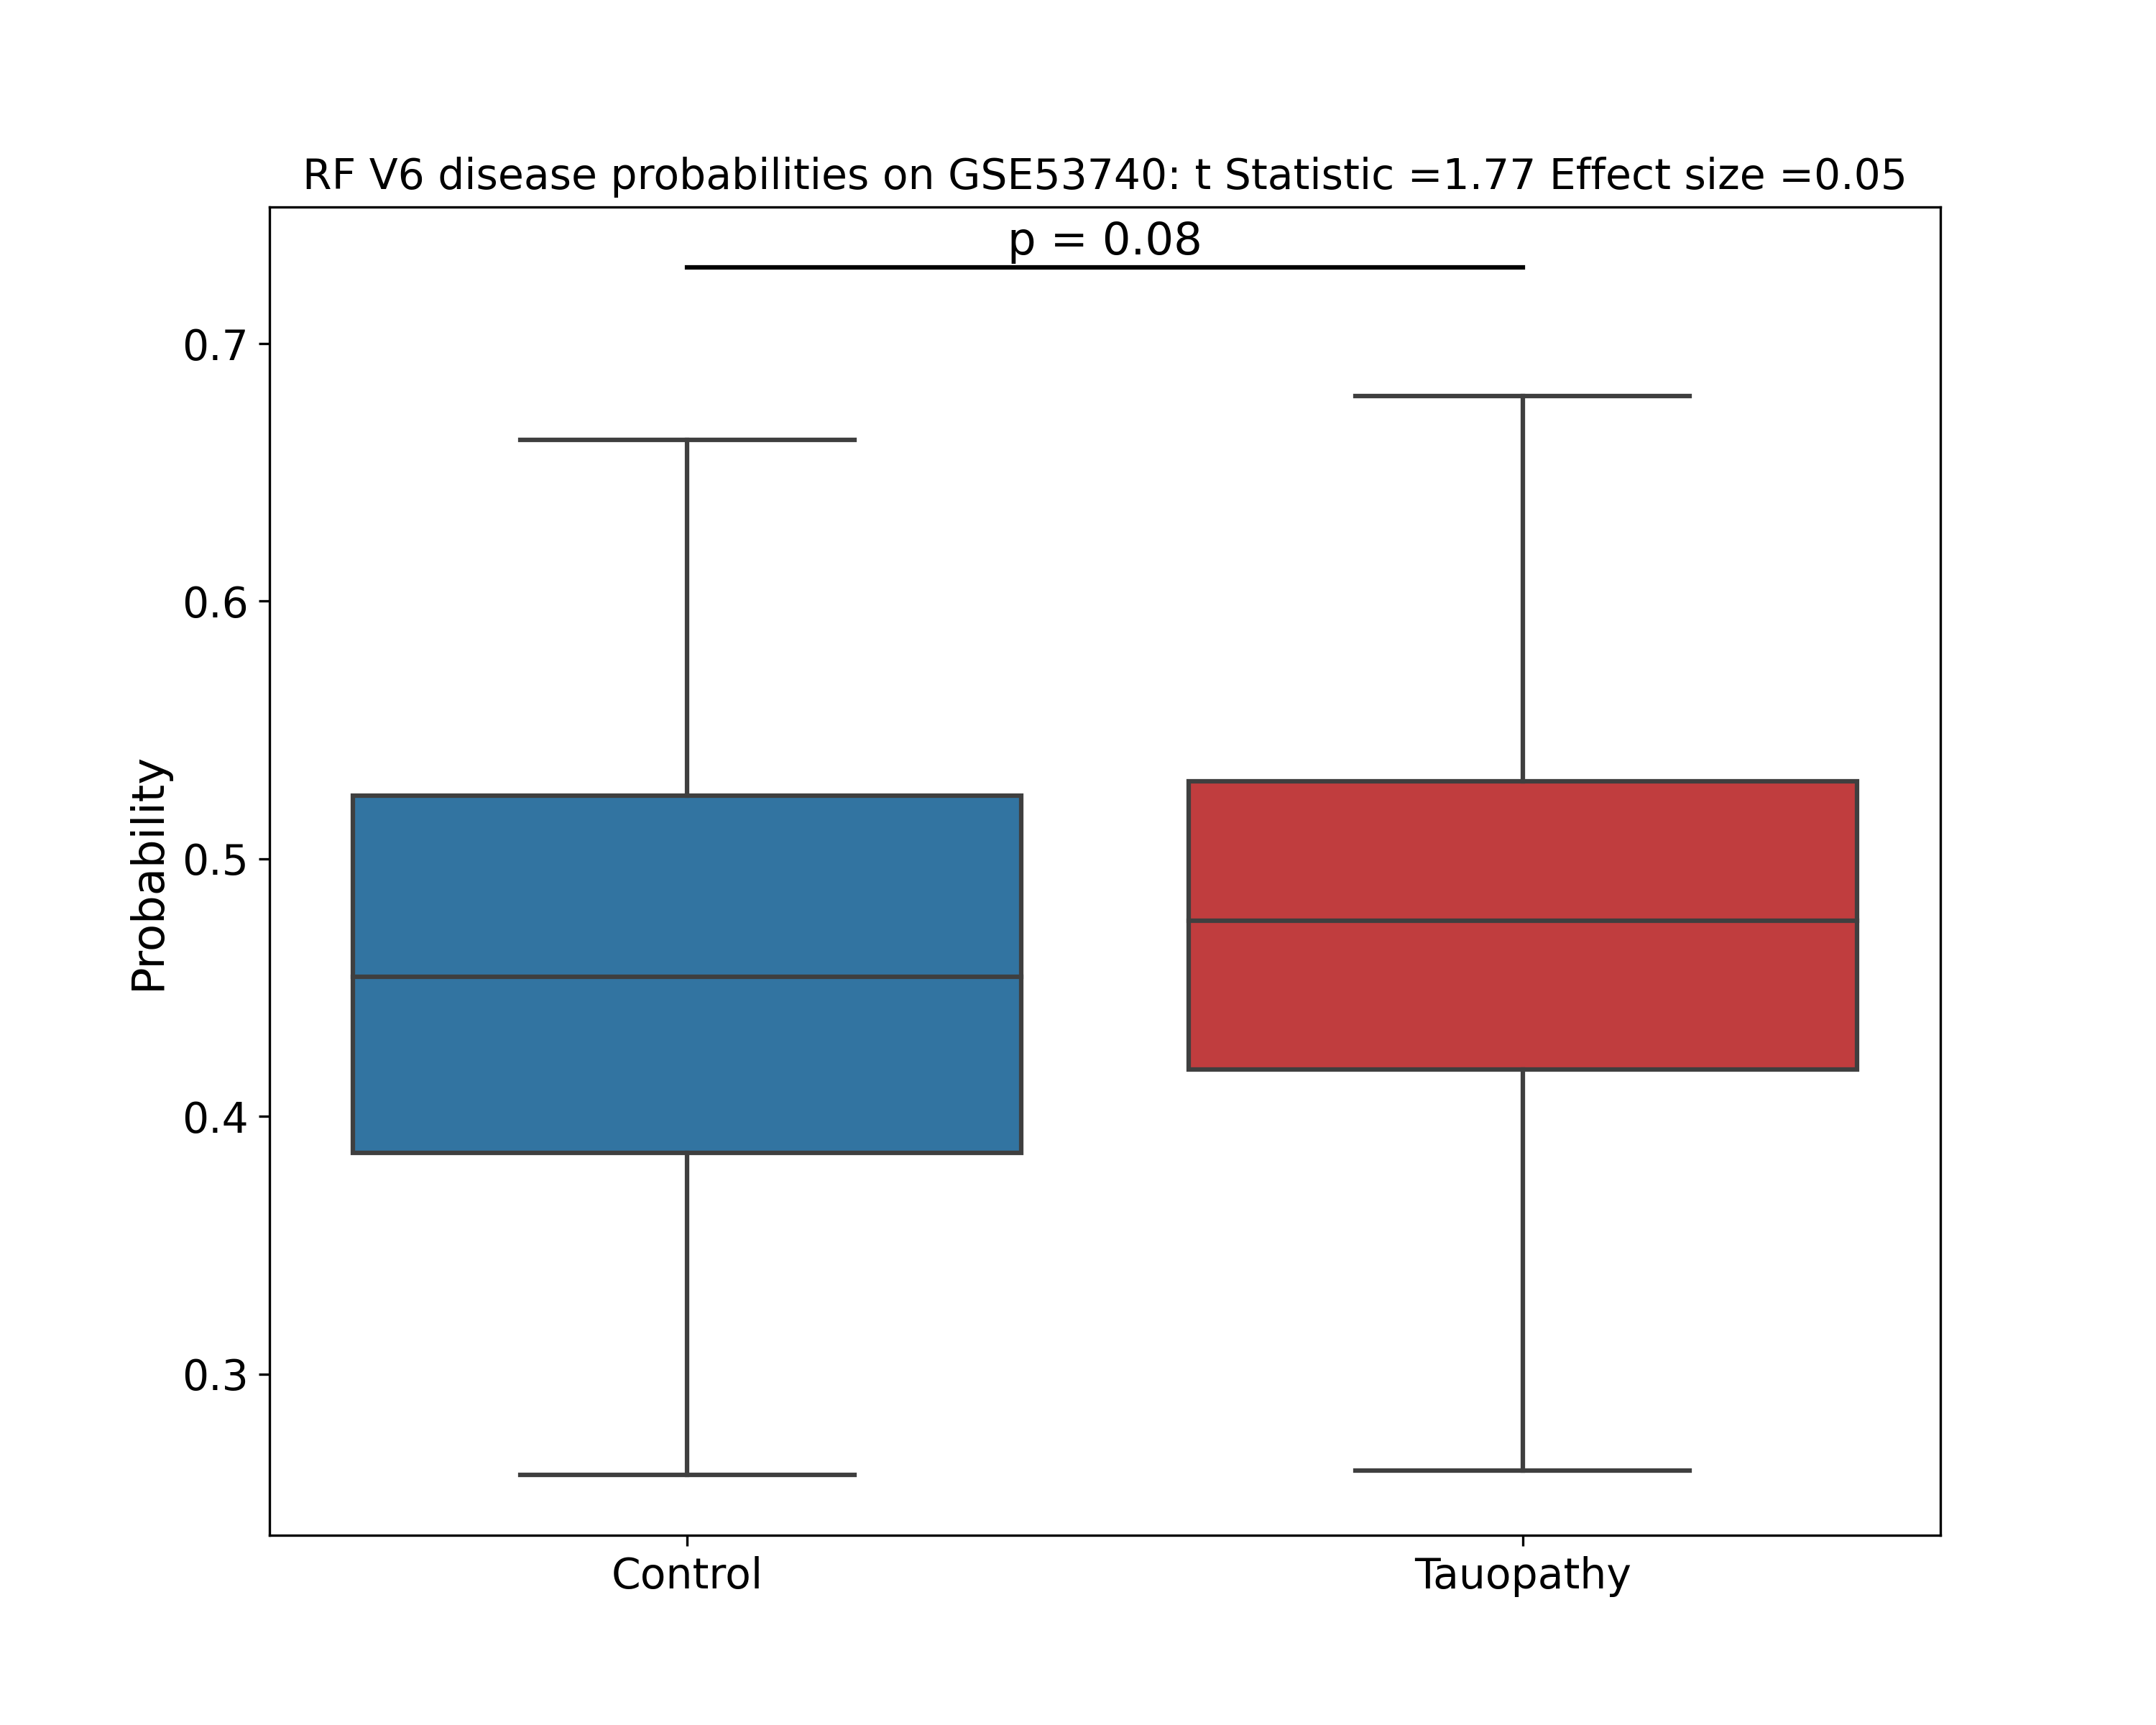 RF V6 disease probabilities on GSE53740: t Statistic =1.77 Effect size =0.05
p = 0.08
0.7
0.6
0.5
0.4
0.3
Probability
Control
Tauopathy